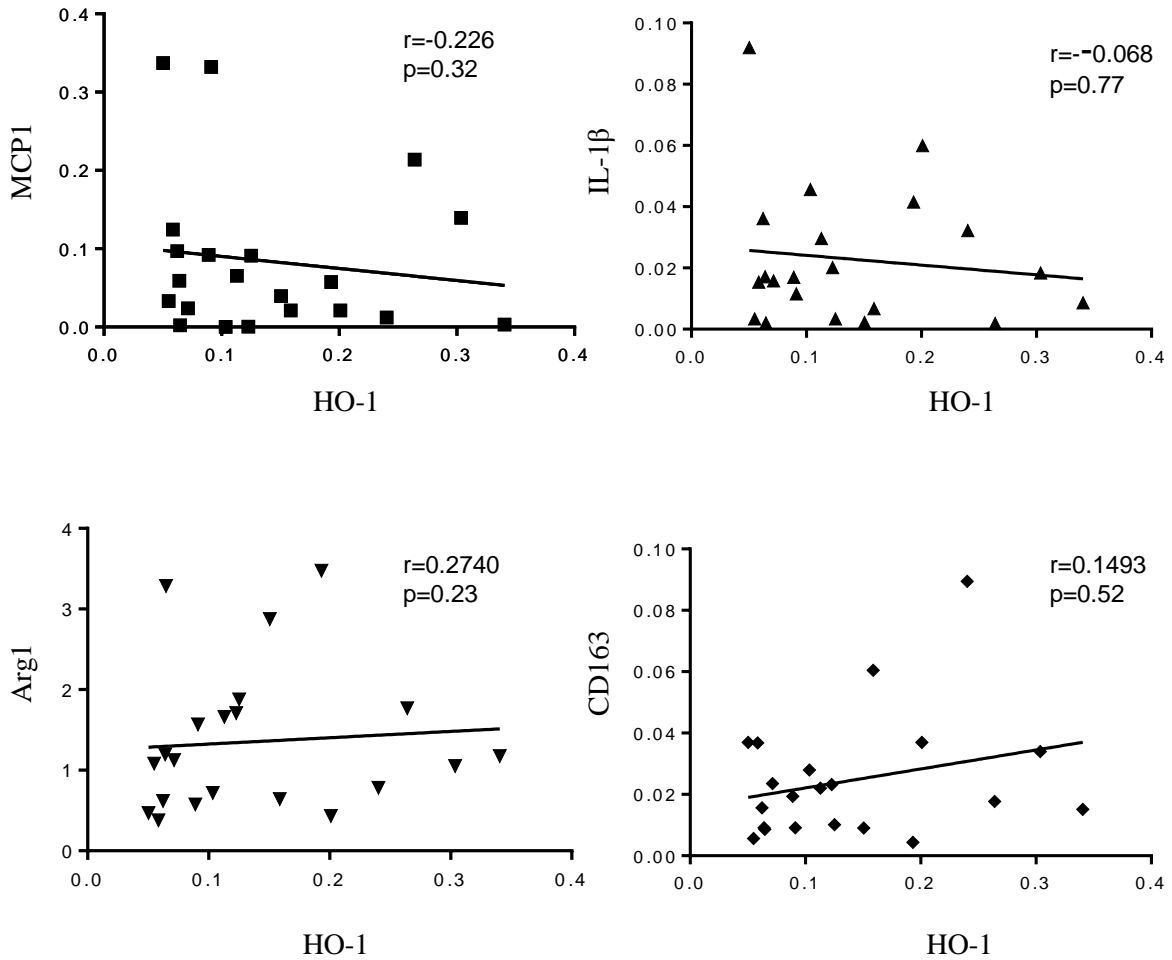 0.4
0.3
0.2
0.1
0.0
MCP1
r=-0.226
p=0.32
0.0 0.1 0.2 0.3 0.4
HO-1
0.10
0.08
0.06
0.04
0.02
0.00
IL-1β
r=--0.068
p=0.77
0.0 0.1 0.2 0.3 0.4
HO-1
4
3
2
1
0
Arg1
r=0.2740
p=0.23
0.0 0.1 0.2 0.3 0.4
HO-1
0.10
0.08
0.06
0.04
0.02
0.00
CD163
r=0.1493
p=0.52
0.0 0.1 0.2 0.3 0.4
HO-1